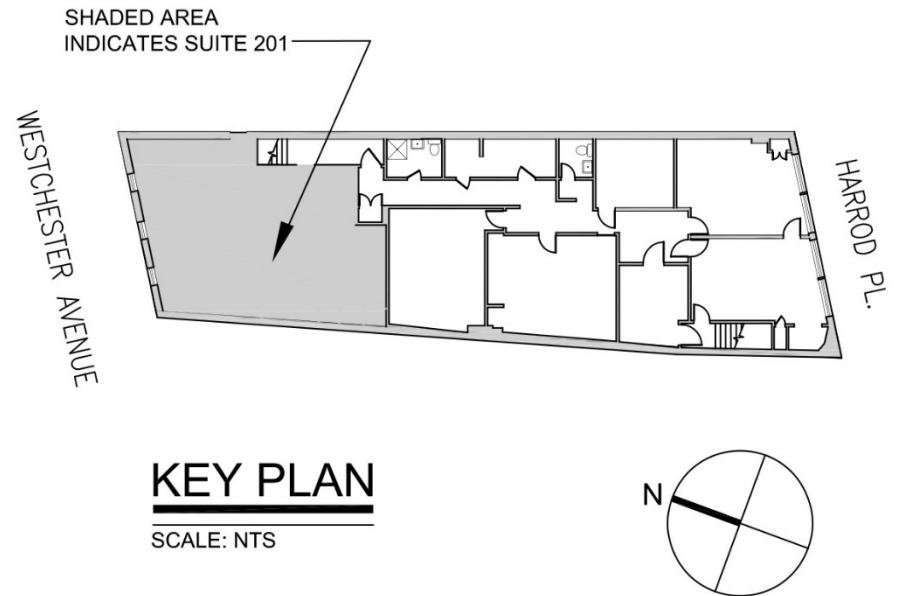 SHADED AREA
INDICATES SUITE 201
WESTCHESTER AVENUE
HARROD PL.
KEY PLAN
SCALE: NTS
N